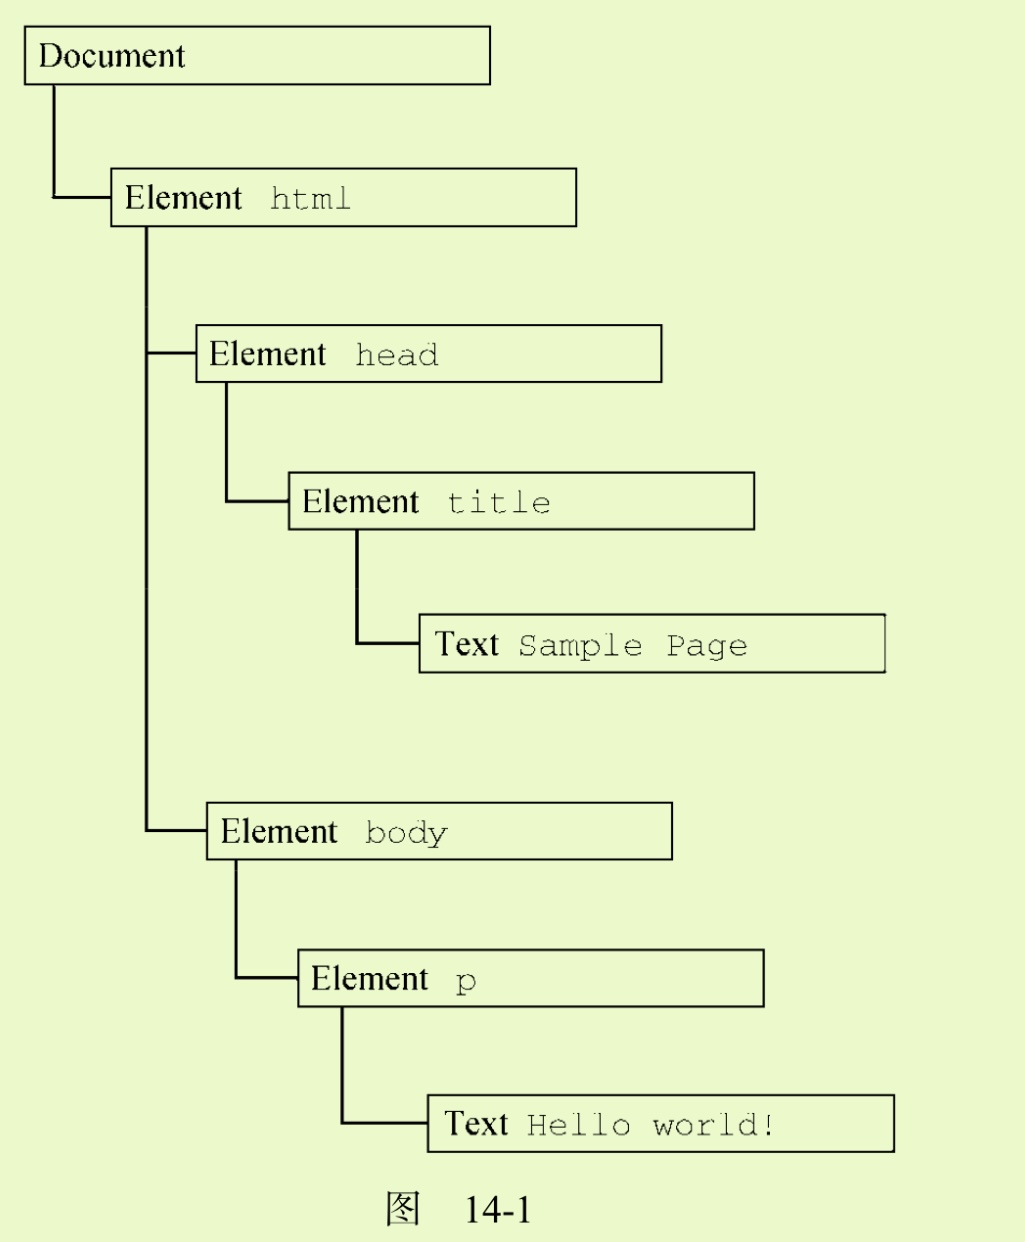 Document
Element html
Element head
Element title
Text Sample Page
Element body
Element p
Text Hello world!
图 14-1